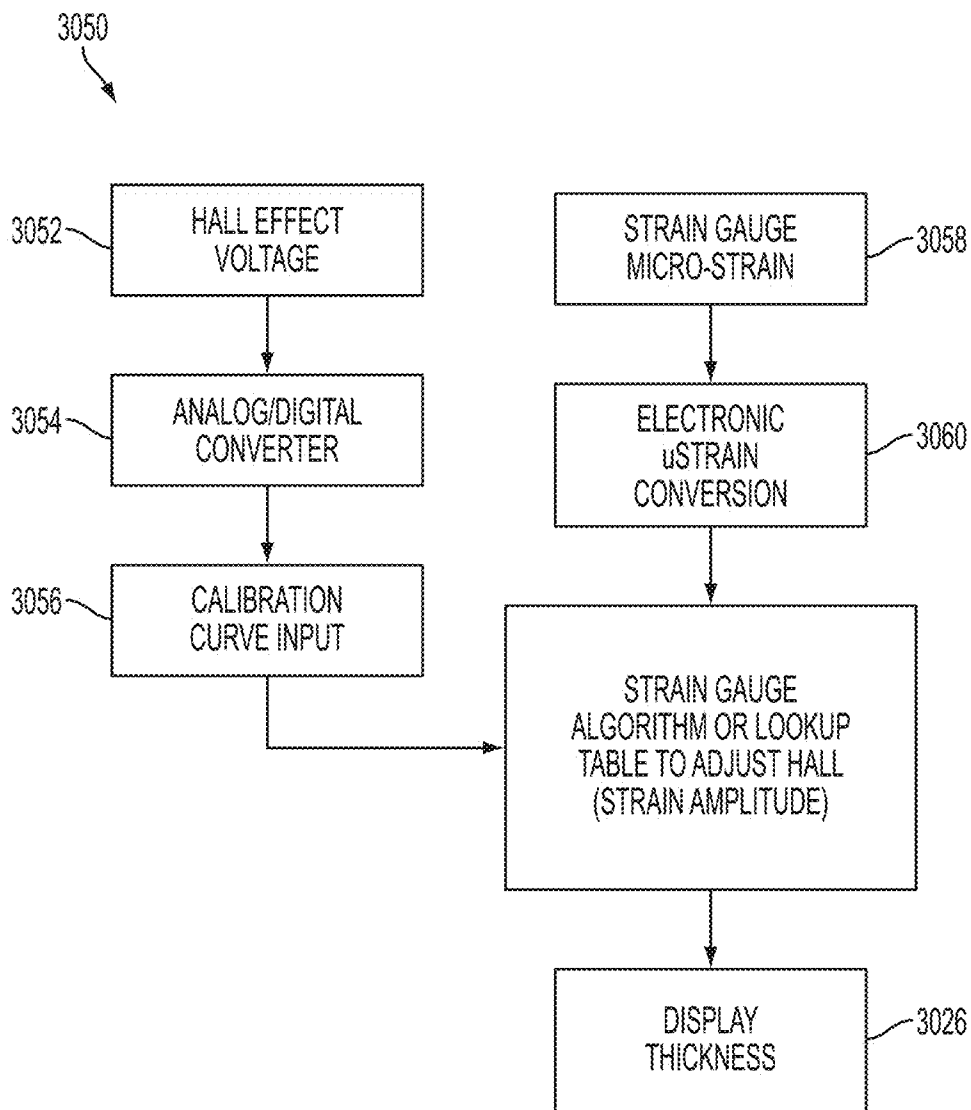 3050
3052
HALL EFFECT
VOLTAGE
3054
ANALOG/DIGITAL
CONVERTER
3056
CALIBRATION
CURVE INPUT
STRAIN GAUGE
MICRO-STRAIN
3058
ELECTRONIC
uSTRAIN
CONVERSION
3060
STRAIN GAUGE
ALGORITHM OR LOOKUP
TABLE TO ADJUST HALL
(STRAIN AMPLITUDE)
DISPLAY
THICKNESS
3026